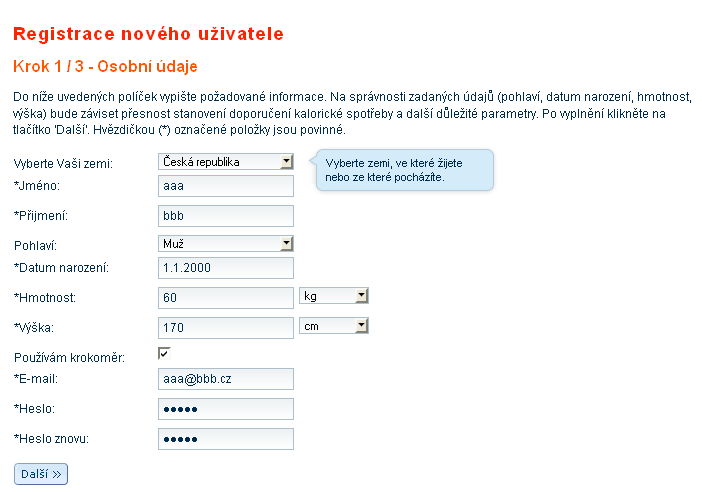 Registrace nového uživatele
Krok 1 / 3 - Osobní údaje
Do níže uvedených políček vypište požadované informace. Na správnosti zadaných údajů (pohlaví, datum narození, hmotnost,
výška) bude záviset přesnost stanovení doporučení kalorické spotřeby a další důležité parametry. Po vyplnění klikněte na
tlačítko 'Další'. Hvězdičkou (*) označené položky jsou povinné.
Vyberte Vaši zemi: Česká republika
Vyberte zemi, ve které žijete
nebo ze které pocházíte.
*Jméno: aaa
*Přijmení: bbb
Pohlaví: Muž
*Datum narození: 1.1.2000
*Hmotnost: 60 kg
*Výška: 170 cm
Používám krokoměr:
*E-mail: aaa@bbb.cz
*Heslo: •••••
*Heslo znovu: •••••
Další »